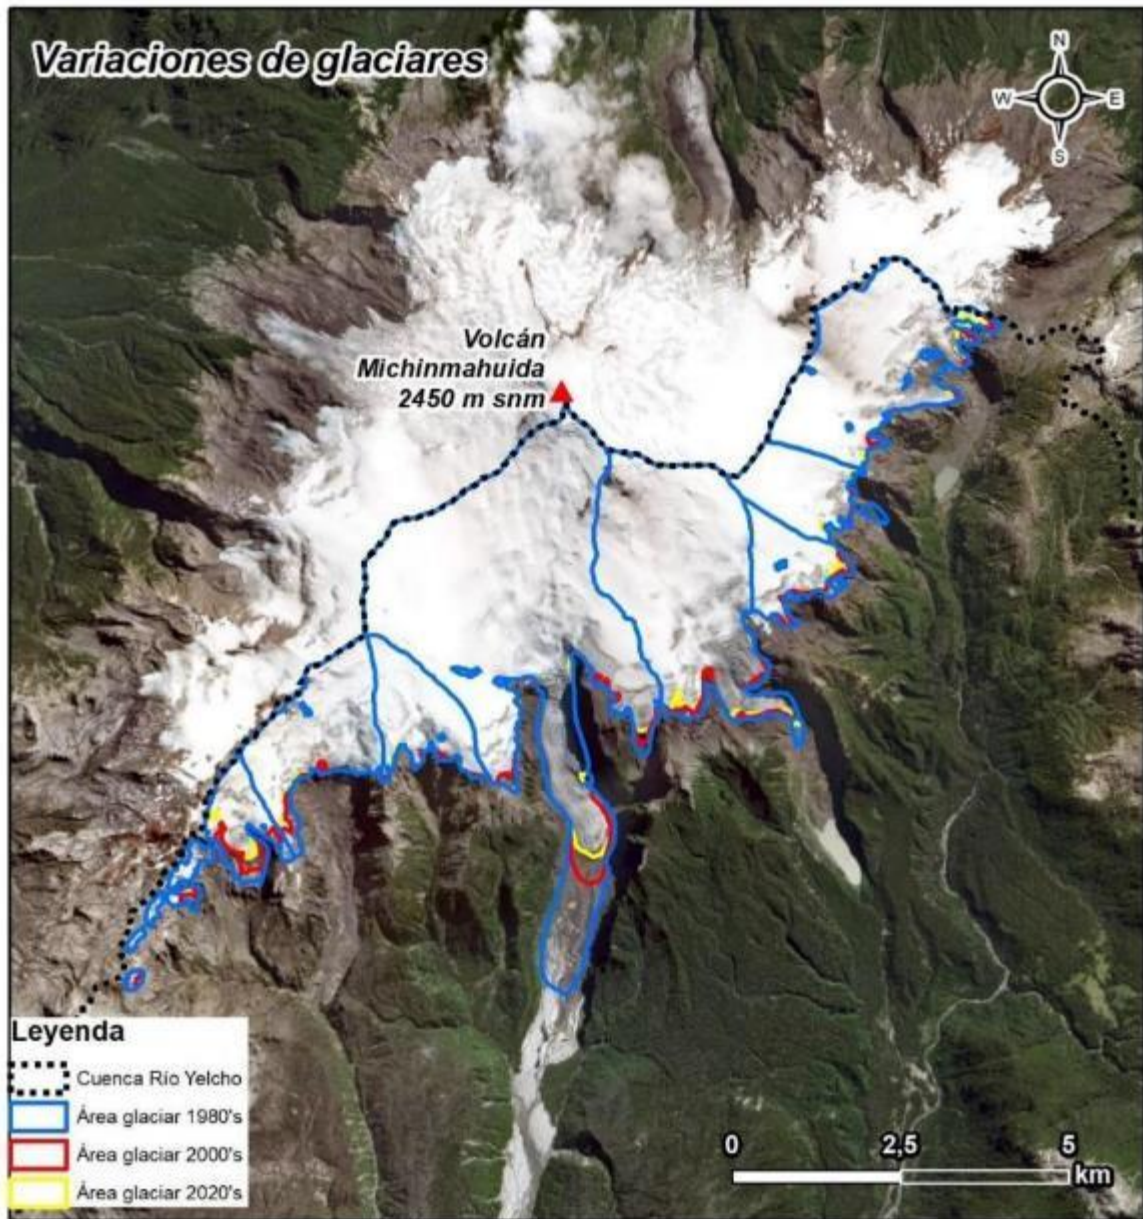 Variaciones de glaciares
N
W E
S
Volcán
Michinmahuida
2450 m snm
Leyenda
Cuenca Río Yelcho
Área glaciar 1980's
Área glaciar 2000's
Área glaciar 2020's
0 2,5 5
km